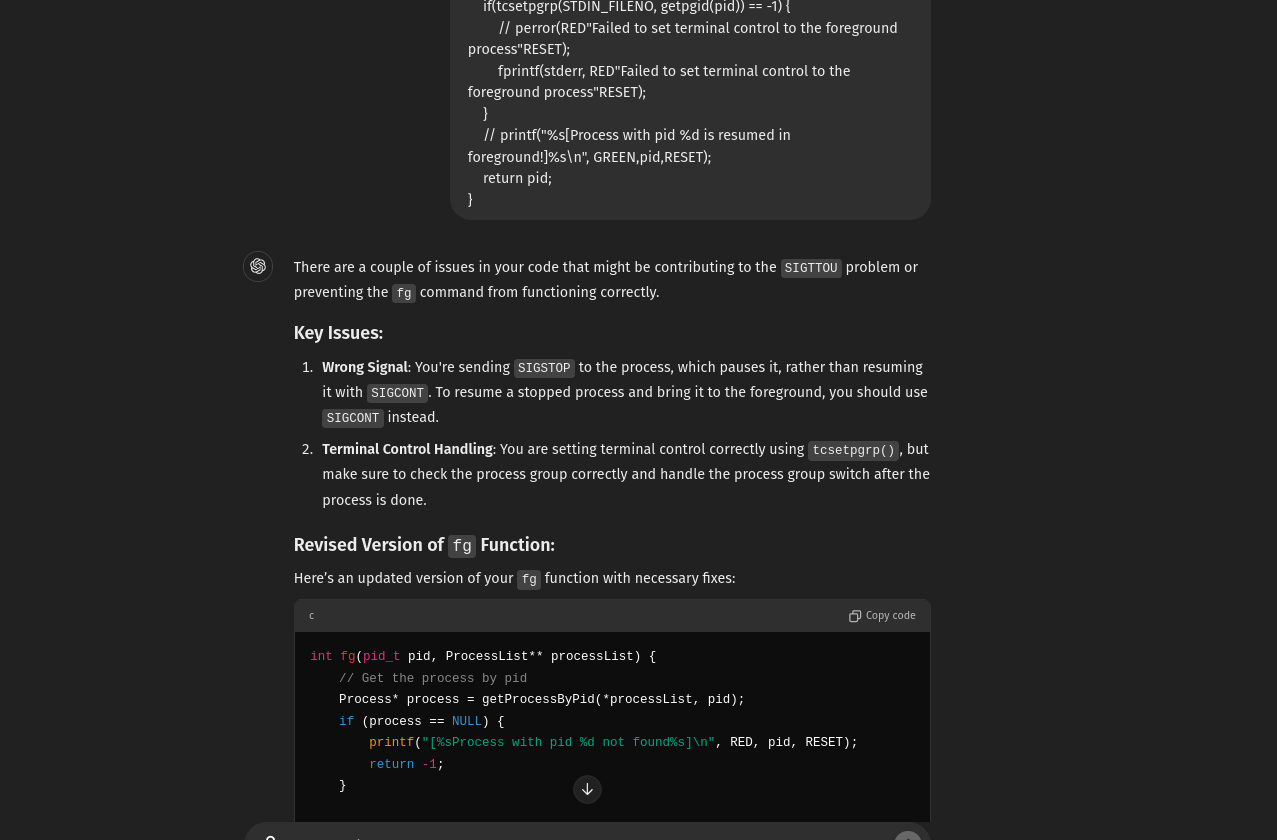 if(tcsetpgrp(STDIN_FILENO, getpgid(pid)) == -1) {
// perror(RED"Failed to set terminal control to the foreground
process"RESET);
fprintf(stderr, RED"Failed to set terminal control to the
foreground process"RESET);
}
// printf("%s[Process with pid %d is resumed in
foreground!]%s\n", GREEN,pid,RESET);
return pid;
}
There are a couple of issues in your code that might be contributing to the SIGTTOU problem or
preventing the fg command from functioning correctly.
Key Issues:
1. Wrong Signal: You're sending SIGSTOP to the process, which pauses it, rather than resuming
it with SIGCONT. To resume a stopped process and bring it to the foreground, you should use
SIGCONT instead.
2. Terminal Control Handling: You are setting terminal control correctly using tcsetpgrp(), but
make sure to check the process group correctly and handle the process group switch after the
process is done.
Revised Version of fg Function:
Here’s an updated version of your fg function with necessary fixes:
c
Copy code
int fg(pid_t pid, ProcessList** processList) {
// Get the process by pid
Process* process = getProcessByPid(*processList, pid);
if (process == NULL) {
printf("[%sProcess with pid %d not found%s]\n", RED, pid, RESET);
return -1;
}